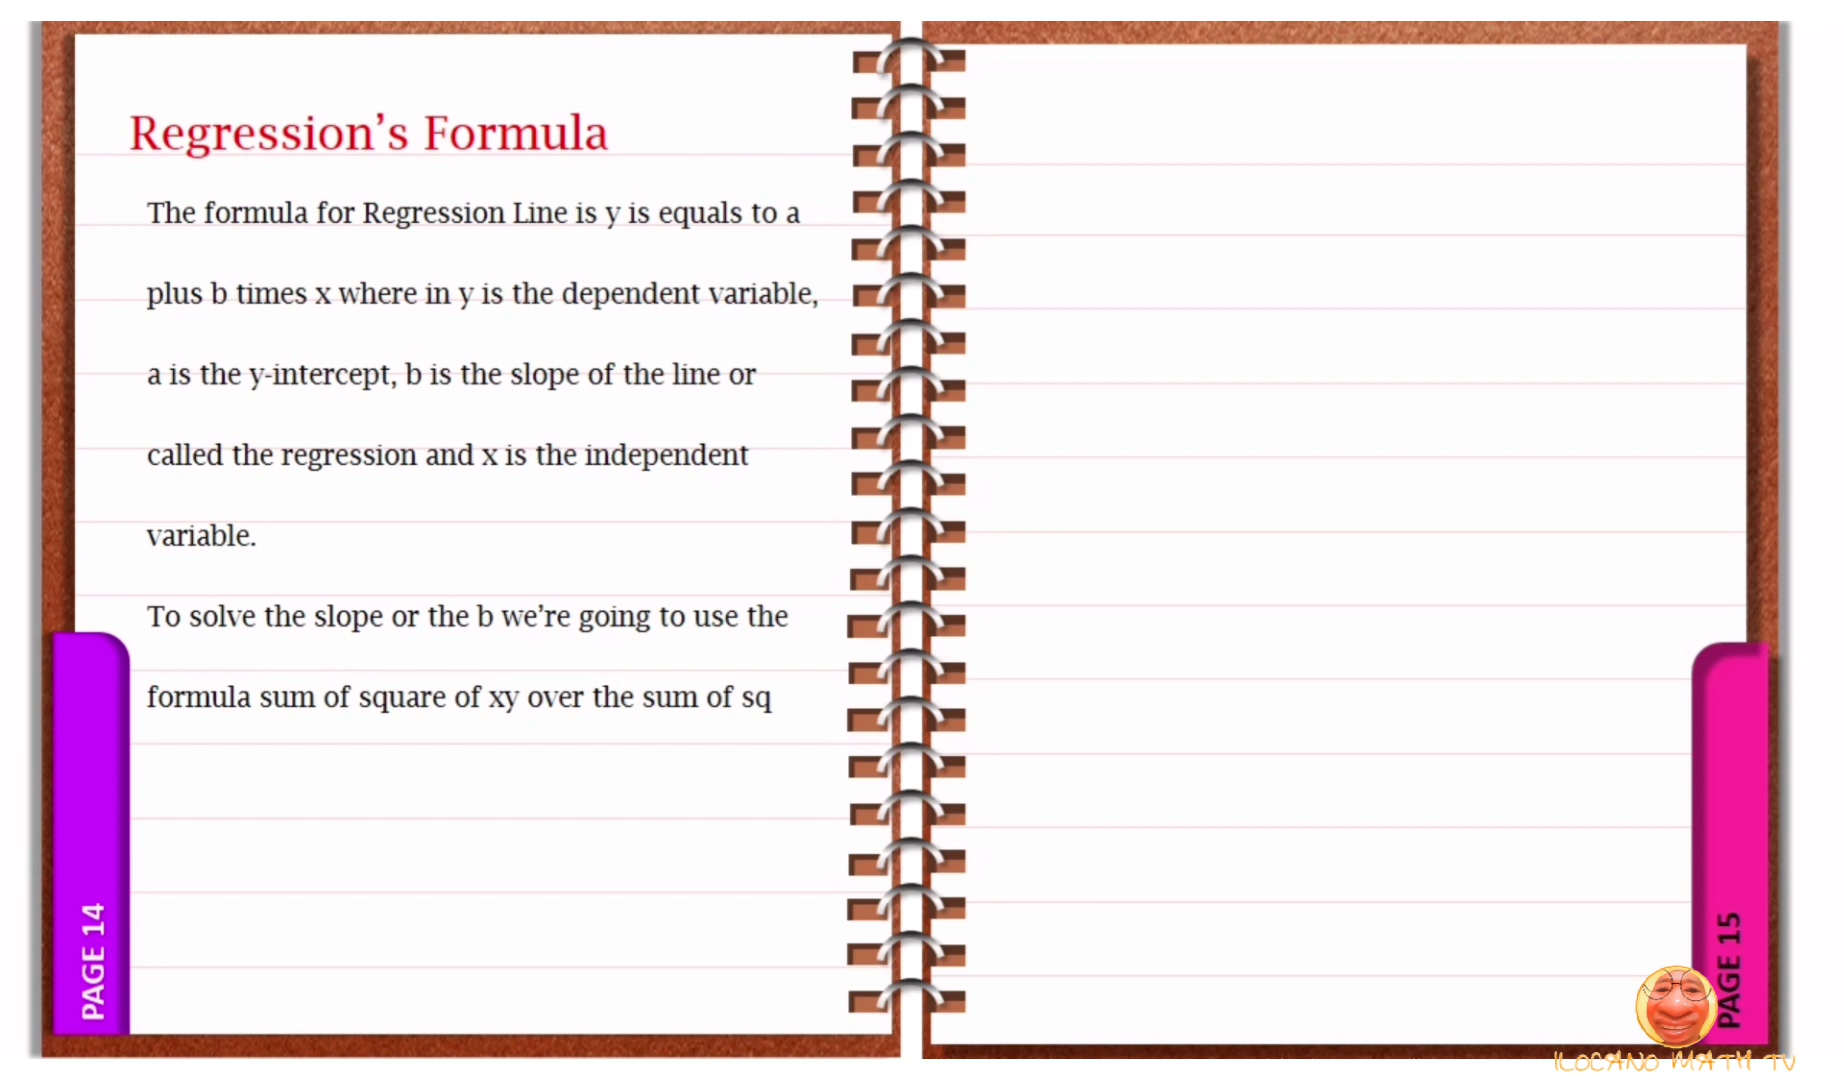 Regression’s Formula
The formula for Regression Line is y is equals to a
plus b times x where in y is the dependent variable,
a is the y-intercept, b is the slope of the line or
called the regression and x is the independent
variable.
To solve the slope or the b we’re going to use the
formula sum of square of xy over the sum of sq
PAGE 14
PAGE 15
ILOCANO MATH TV